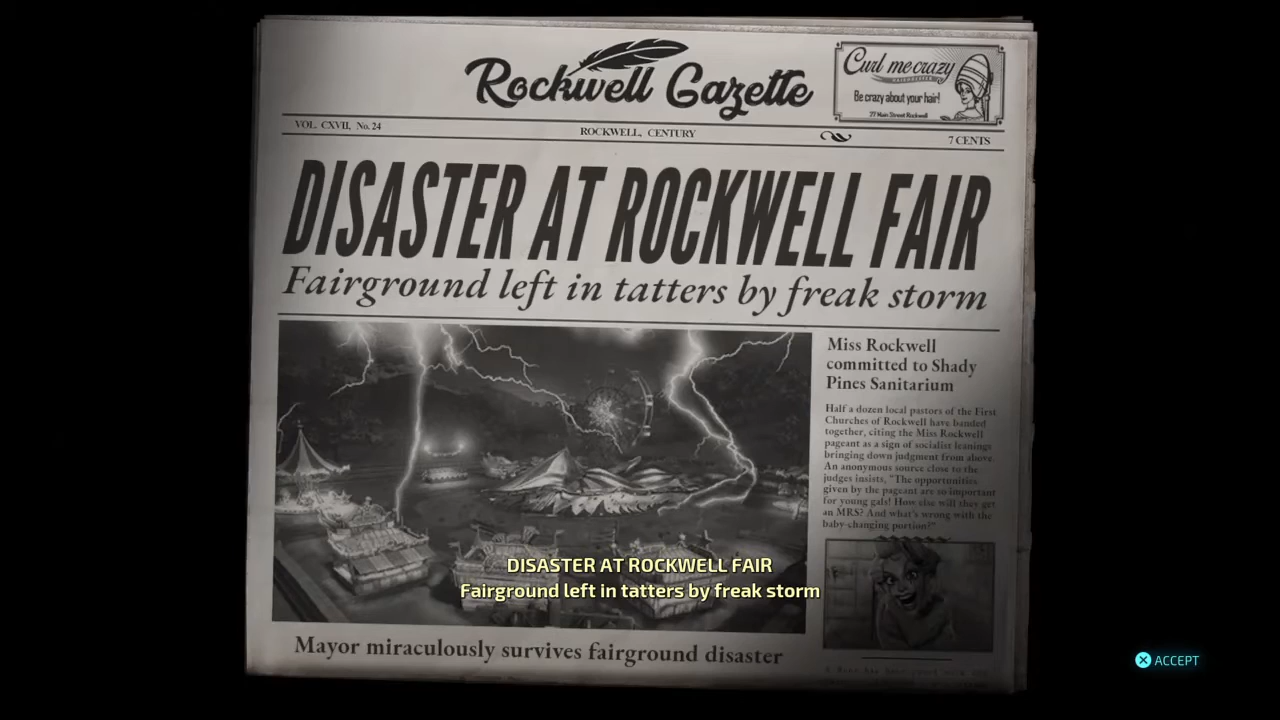 Rockwell Gazette
Curl me crazy
Be crazy about your hair!
27 Main Street Rockwell
VOL. CXVII, No. 24
ROCKWELL, CENTURY
7 CENTS
DISASTER AT ROCKWELL FAIR
Fairground left in tatters by freak storm
Miss Rockwell
committed to Shady
Pines Sanitarium
Half a dozen local pastors of the First
Churches of Rockwell have banded
together, citing the Miss Rockwell
pageant as a sign of socialist leanings
bringing down judgment from above.
An anonymous source close to the
judges insists, "The opportunities
given by the pageant are so important
for young gals! How else will they get
an MRS? And what's wrong with the
baby-changing portion?"
DISASTER AT ROCKWELL FAIR
Fairground left in tatters by freak storm
Mayor miraculously survives fairground disaster
ACCEPT